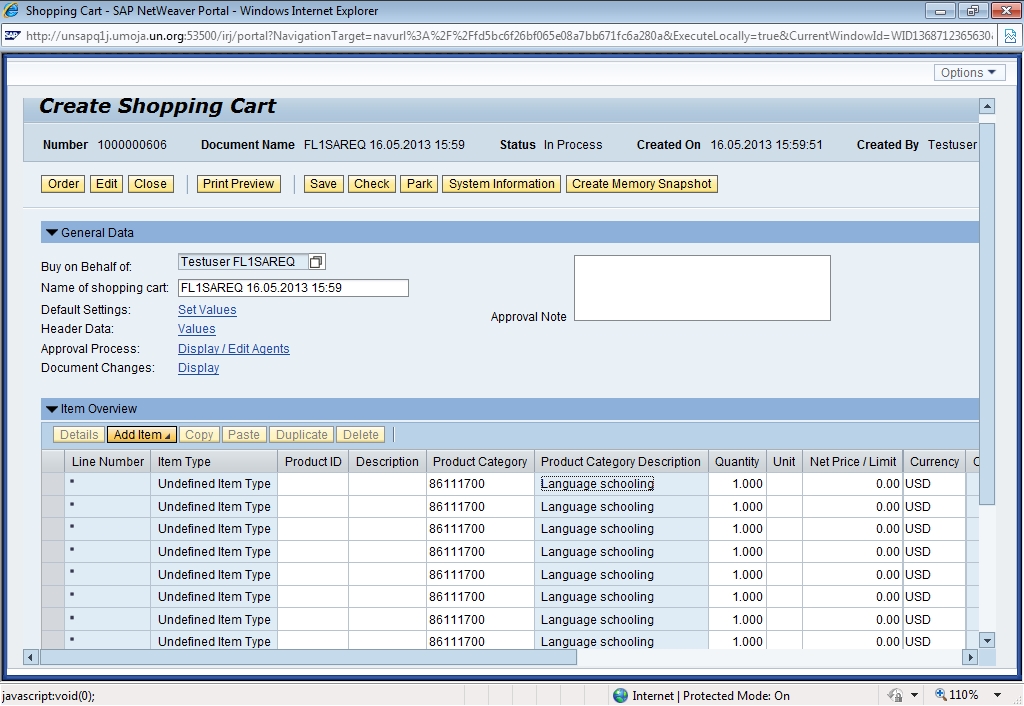 Shopping Cart - SAP NetWeaver Portal - Windows Internet Explorer
http://unsapq1j.umoja.un.org:53500/irj/portal?NavigationTarget=navurl%3A%2F%2Ffd5bc6f26bf065e08a7bb671fc6a280a&ExecuteLocally=true&CurrentWindowId=WID1368712365630
Options
Create Shopping Cart
Number 1000000606 Document Name FL1SAREQ 16.05.2013 15:59 Status In Process Created On 16.05.2013 15:59:51 Created By Testuser
Order Edit Close Print Preview Save Check Park System Information Create Memory Snapshot
General Data
Buy on Behalf of: Testuser FL1SAREQ
Name of shopping cart: FL1SAREQ 16.05.2013 15:59
Default Settings: Set Values
Approval Note
Header Data: Values
Approval Process: Display / Edit Agents
Document Changes: Display
Item Overview
Details Add Item Copy Paste Duplicate Delete
Line Number Item Type Product ID Description Product Category Product Category Description Quantity Unit Net Price / Limit Currency C
* Undefined Item Type 86111700 Language schooling 1.000 0.00 USD
* Undefined Item Type 86111700 Language schooling 1.000 0.00 USD
* Undefined Item Type 86111700 Language schooling 1.000 0.00 USD
* Undefined Item Type 86111700 Language schooling 1.000 0.00 USD
* Undefined Item Type 86111700 Language schooling 1.000 0.00 USD
* Undefined Item Type 86111700 Language schooling 1.000 0.00 USD
* Undefined Item Type 86111700 Language schooling 1.000 0.00 USD
* Undefined Item Type 86111700 Language schooling 1.000 0.00 USD
javascript:void(0); Internet | Protected Mode: On 110%